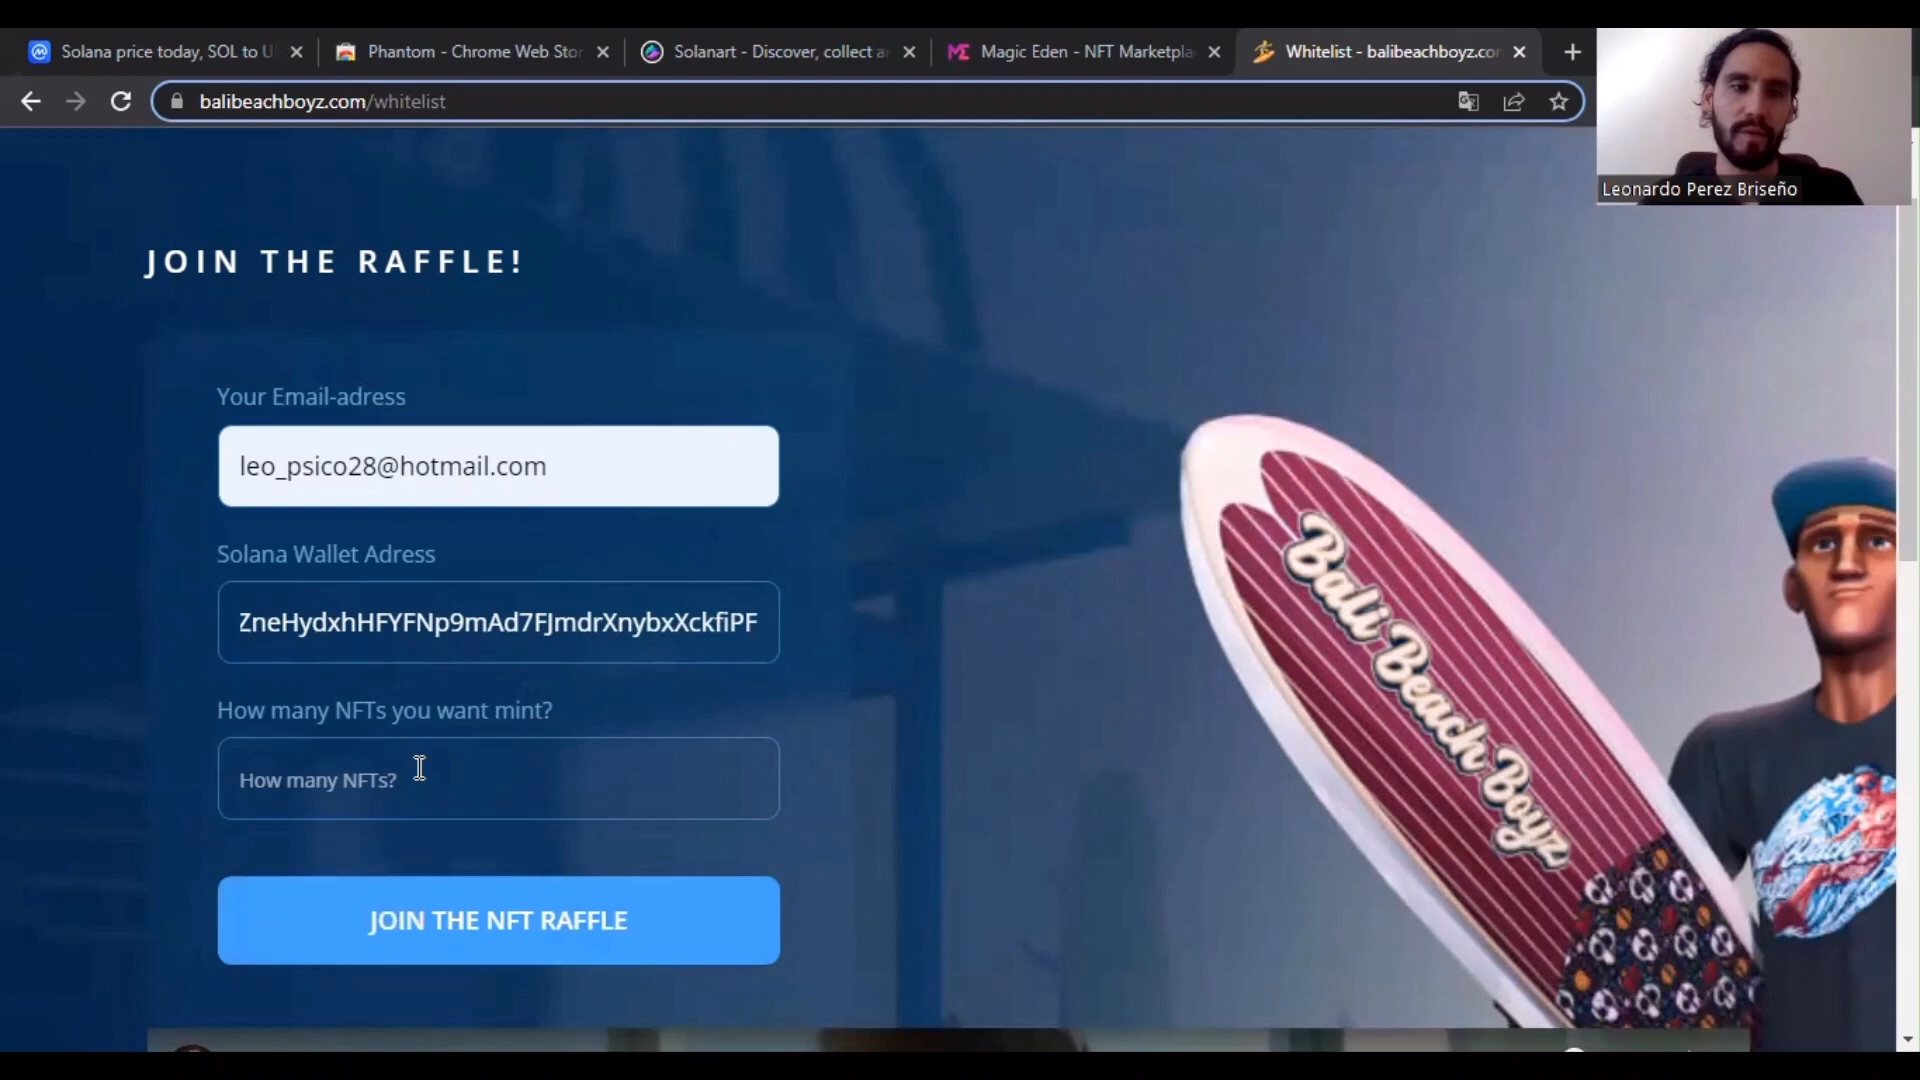 Solana price today, SOL to U
Phantom - Chrome Web Stor
Solanart - Discover, collect a
Magic Eden - NFT Marketpla
Whitelist - balibeachboyz.com
balibeachboyz.com/whitelist
Leonardo Perez Briseño
JOIN THE RAFFLE!
Your Email-adress
leo_psico28@hotmail.com
Solana Wallet Adress
ZneHydxhHFYFNp9mAd7FJmdrXnybxXckfiPF
How many NFTs you want mint?
How many NFTs?
JOIN THE NFT RAFFLE
Bali Beach Boyz